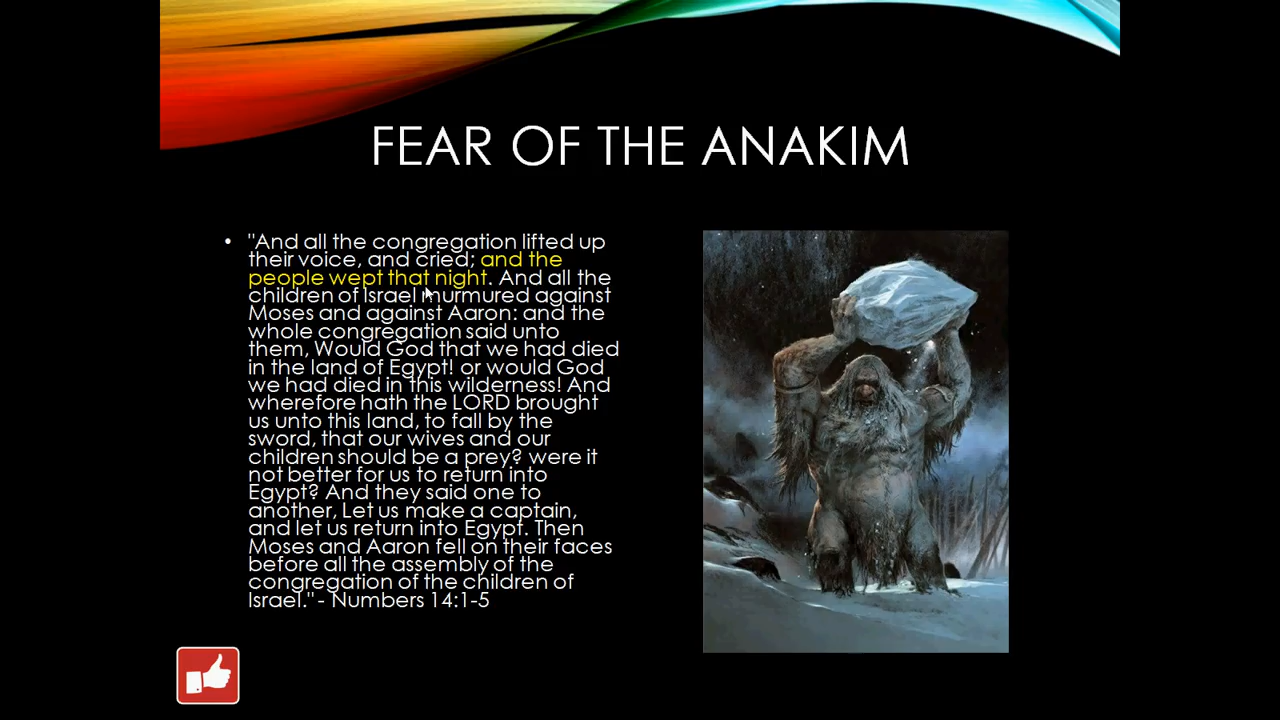 FEAR OF THE ANAKIM
• "And all the congregation lifted up
their voice, and cried; and the
people wept that night. And all the
children of Israel murmured against
Moses and against Aaron: and the
whole congregation said unto
them, Would God that we had died
in the land of Egypt! or would God
we had died in this wilderness! And
wherefore hath the LORD brought
us unto this land, to fall by the
sword, that our wives and our
children should be a prey? were it
not better for us to return into
Egypt? And they said one to
another, Let us make a captain,
and let us return into Egypt. Then
Moses and Aaron fell on their faces
before all the assembly of the
congregation of the children of
Israel." - Numbers 14:1-5